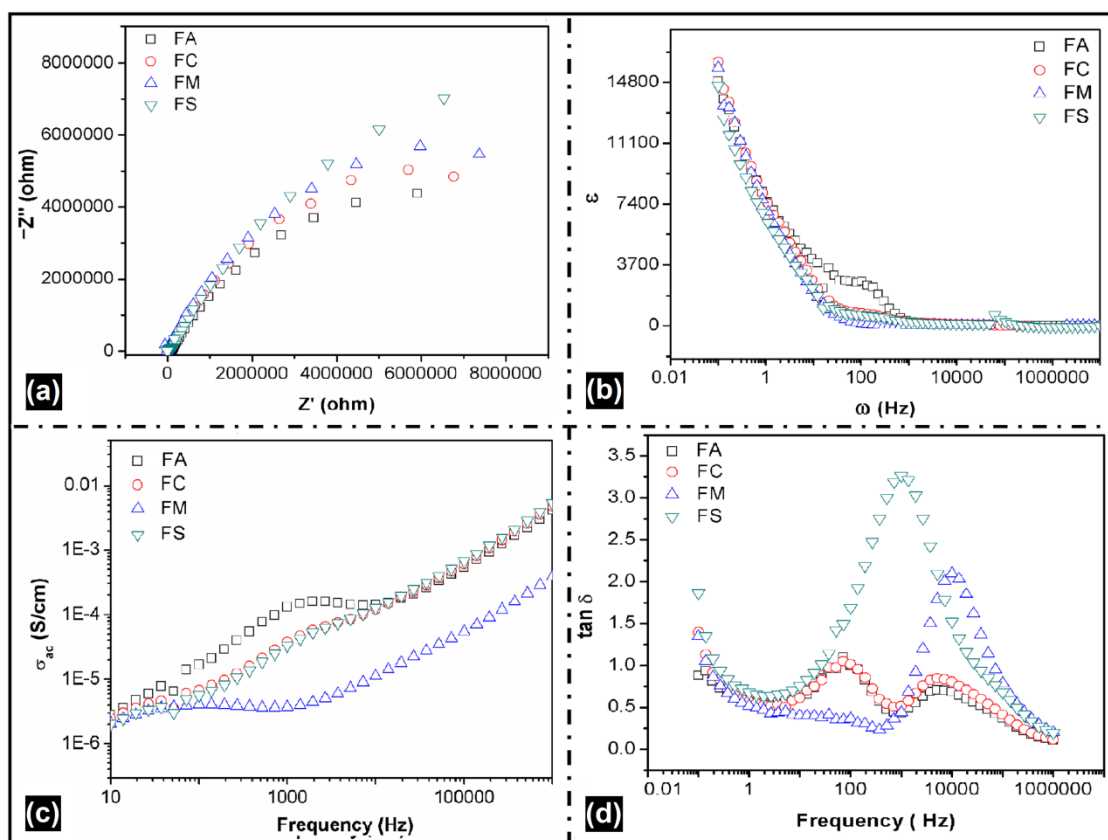 FA
FC
FM
FS
8000000
6000000
4000000
2000000
0
−Z'' (ohm)
0 2000000 4000000 6000000 8000000
Z' (ohm)
(a)
FA
FC
FM
FS
14800
11100
7400
3700
0
ε
0.01 1 100 10000 1000000
ω (Hz)
(b)
FA
FC
FM
FS
0.01
1E-3
1E-4
1E-5
1E-6
σac (S/cm)
10 1000 100000
Frequency (Hz)
(c)
FA
FC
FM
FS
3.5
3.0
2.5
2.0
1.5
1.0
0.5
0.0
tan δ
0.01 1 100 10000 1000000
Frequency ( Hz)
(d)